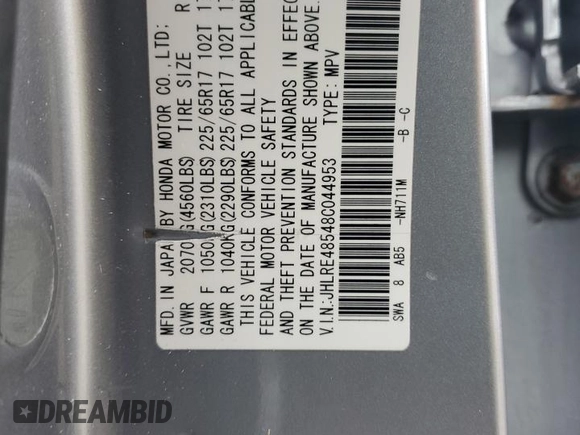 MFD. IN JAPAN BY HONDA MOTOR CO.,LTD;
GVWR 2070KG(4560LBS) TIRE SIZE R
GAWR F 1050KG(2310LBS) 225/65R17 102T 17
GAWR R 1040KG(2290LBS) 225/65R17 102T 17
THIS VEHICLE CONFORMS TO ALL APPLICABLE
FEDERAL MOTOR VEHICLE SAFETY
AND THEFT PREVENTION STANDARDS IN EFFECT
ON THE DATE OF MANUFACTURE SHOWN ABOVE.
V.I.N.:JHLRE48548C044953 TYPE: MPV
SWA 8 AB5 -NH711M -B -C
DREAMBID